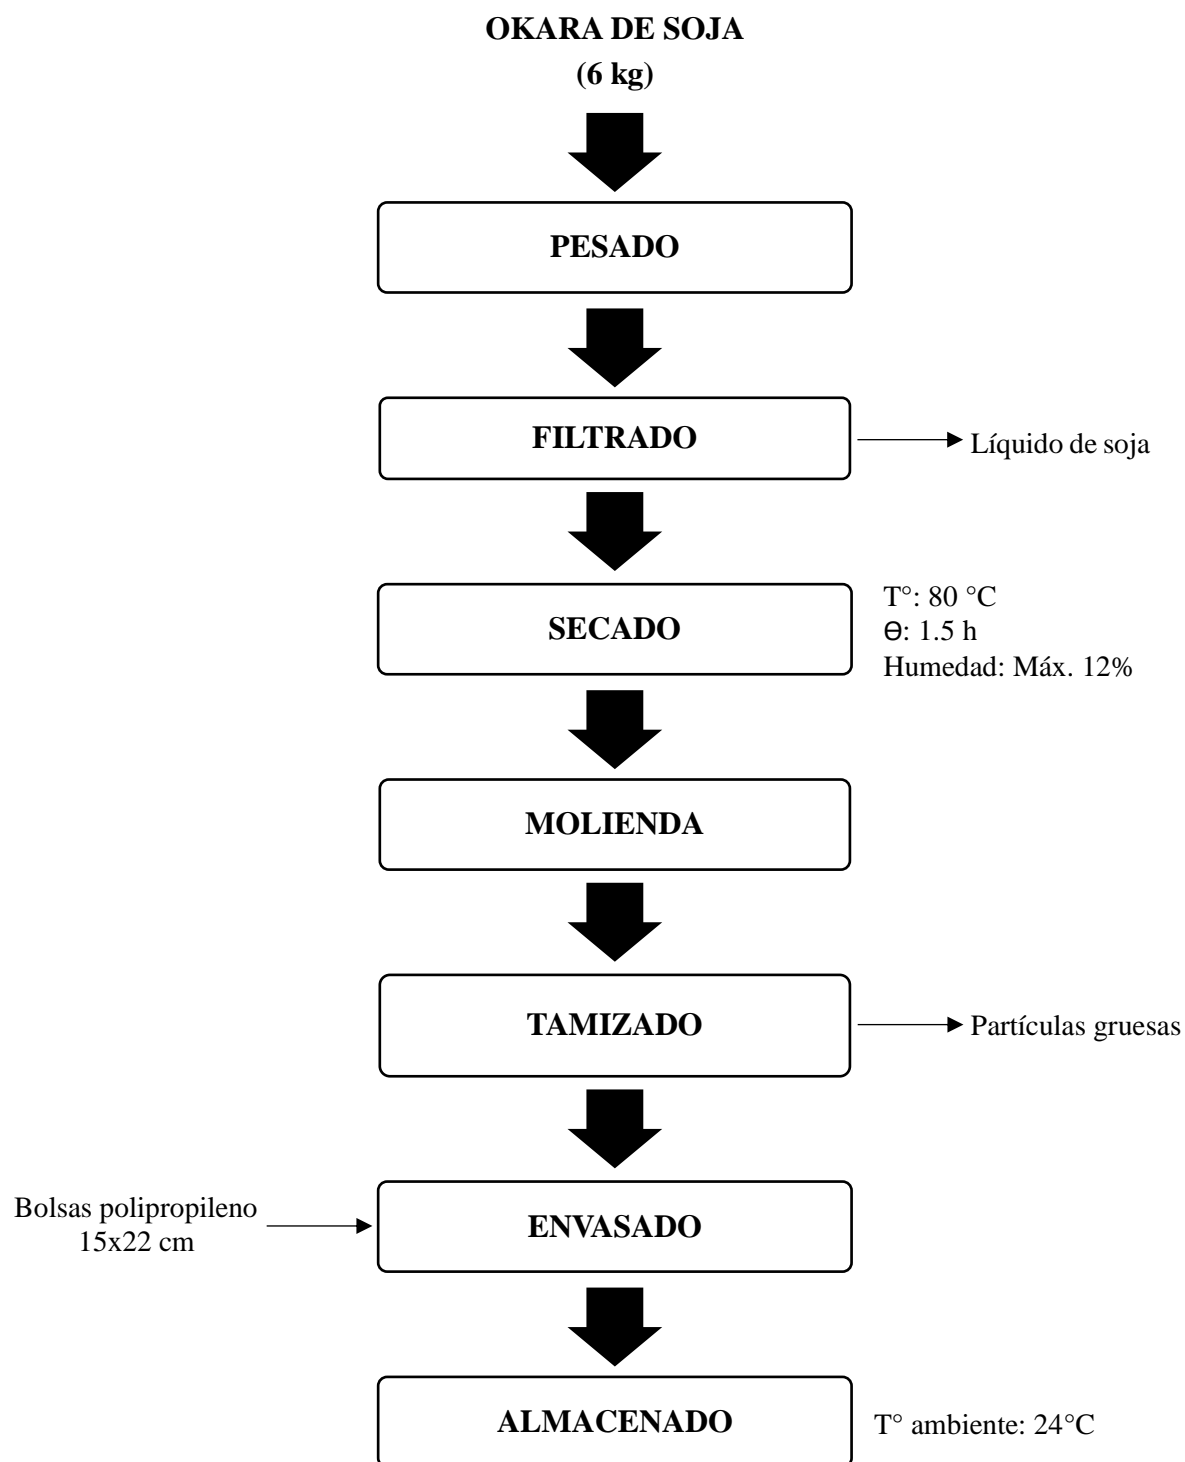 OKARA DE SOJA
(6 kg)
PESADO
FILTRADO
Líquido de soja
SECADO
T°: 80 °C
Ɵ: 1.5 h
Humedad: Máx. 12%
MOLIENDA
TAMIZADO
Partículas gruesas
Bolsas polipropileno
15x22 cm
ENVASADO
ALMACENADO
T° ambiente: 24°C